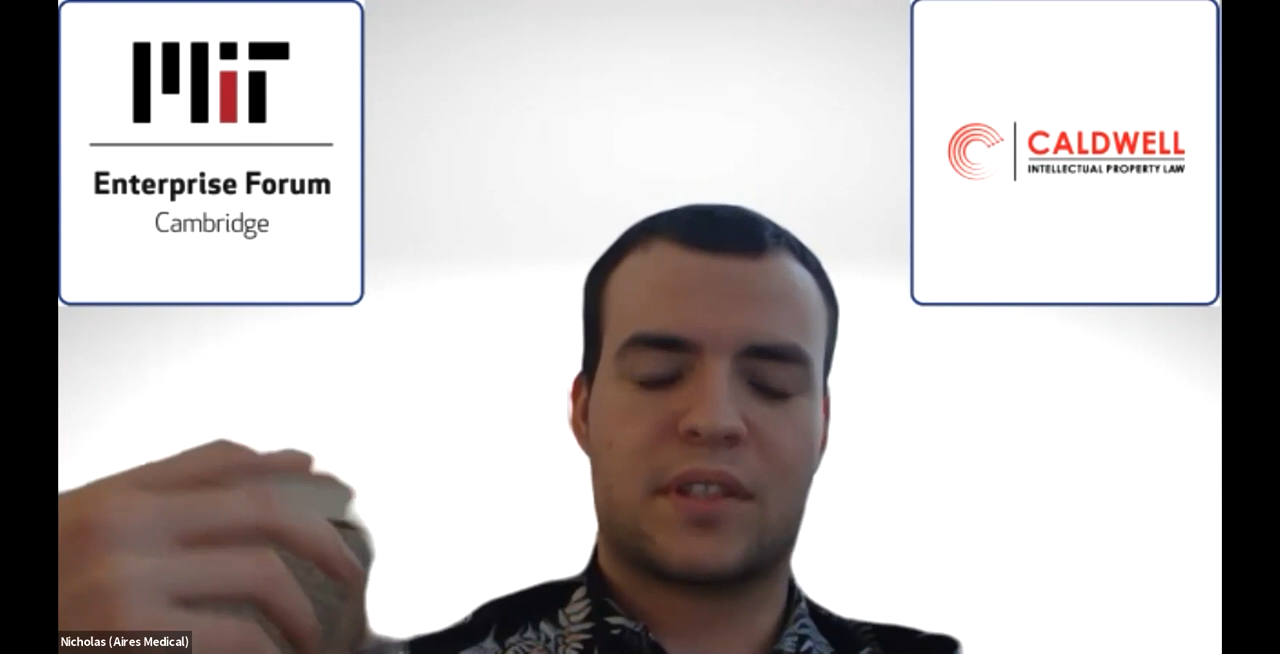 MIT
Enterprise Forum
Cambridge
CALDWELL
INTELLECTUAL PROPERTY LAW
Nicholas (Aires Medical)